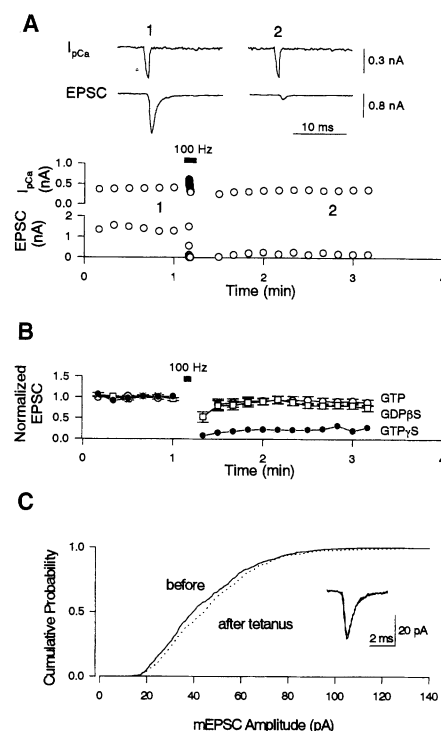 A
1 2
I pCa
0.3 nA
EPSC
0.8 nA
10 ms
100 Hz
I pCa (nA)
1.0
0.5
0.0
1 2
EPSC (nA)
2
1
0
0 1 2 3 4
Time (min)
B
100 Hz
Normalized EPSC
1.5
1.0
0.5
0.0
GTP
GDPβS
GTPγS
0 1 2 3
Time (min)
C
Cumulative Probability
1.0
0.5
0.0
before
after tetanus
20 pA
2 ms
0 20 40 60 80 100 120 140
mEPSC Amplitude (pA)